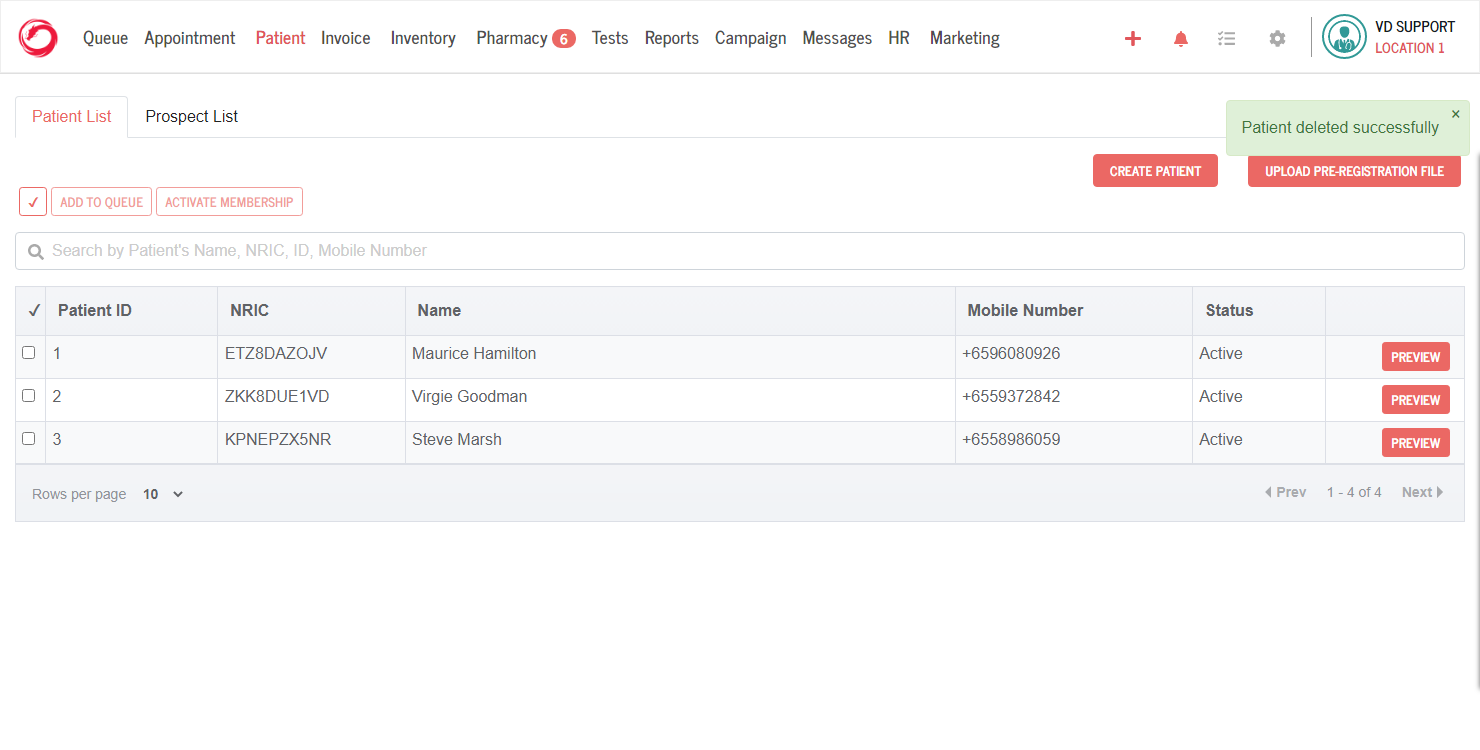 Queue Appointment Patient Invoice Inventory Pharmacy 6 Tests Reports Campaign Messages HR Marketing
VD SUPPORT
LOCATION 1
Patient List Prospect List
Patient deleted successfully ×
CREATE PATIENT UPLOAD PRE-REGISTRATION FILE
✓ ADD TO QUEUE ACTIVATE MEMBERSHIP
Search by Patient's Name, NRIC, ID, Mobile Number
✓ Patient ID NRIC Name Mobile Number Status
1 ETZ8DAZOJV Maurice Hamilton +6596080926 Active PREVIEW
2 ZKK8DUE1VD Virgie Goodman +6559372842 Active PREVIEW
3 KPNEPZX5NR Steve Marsh +6558986059 Active PREVIEW
Rows per page 10 Prev 1 - 4 of 4 Next